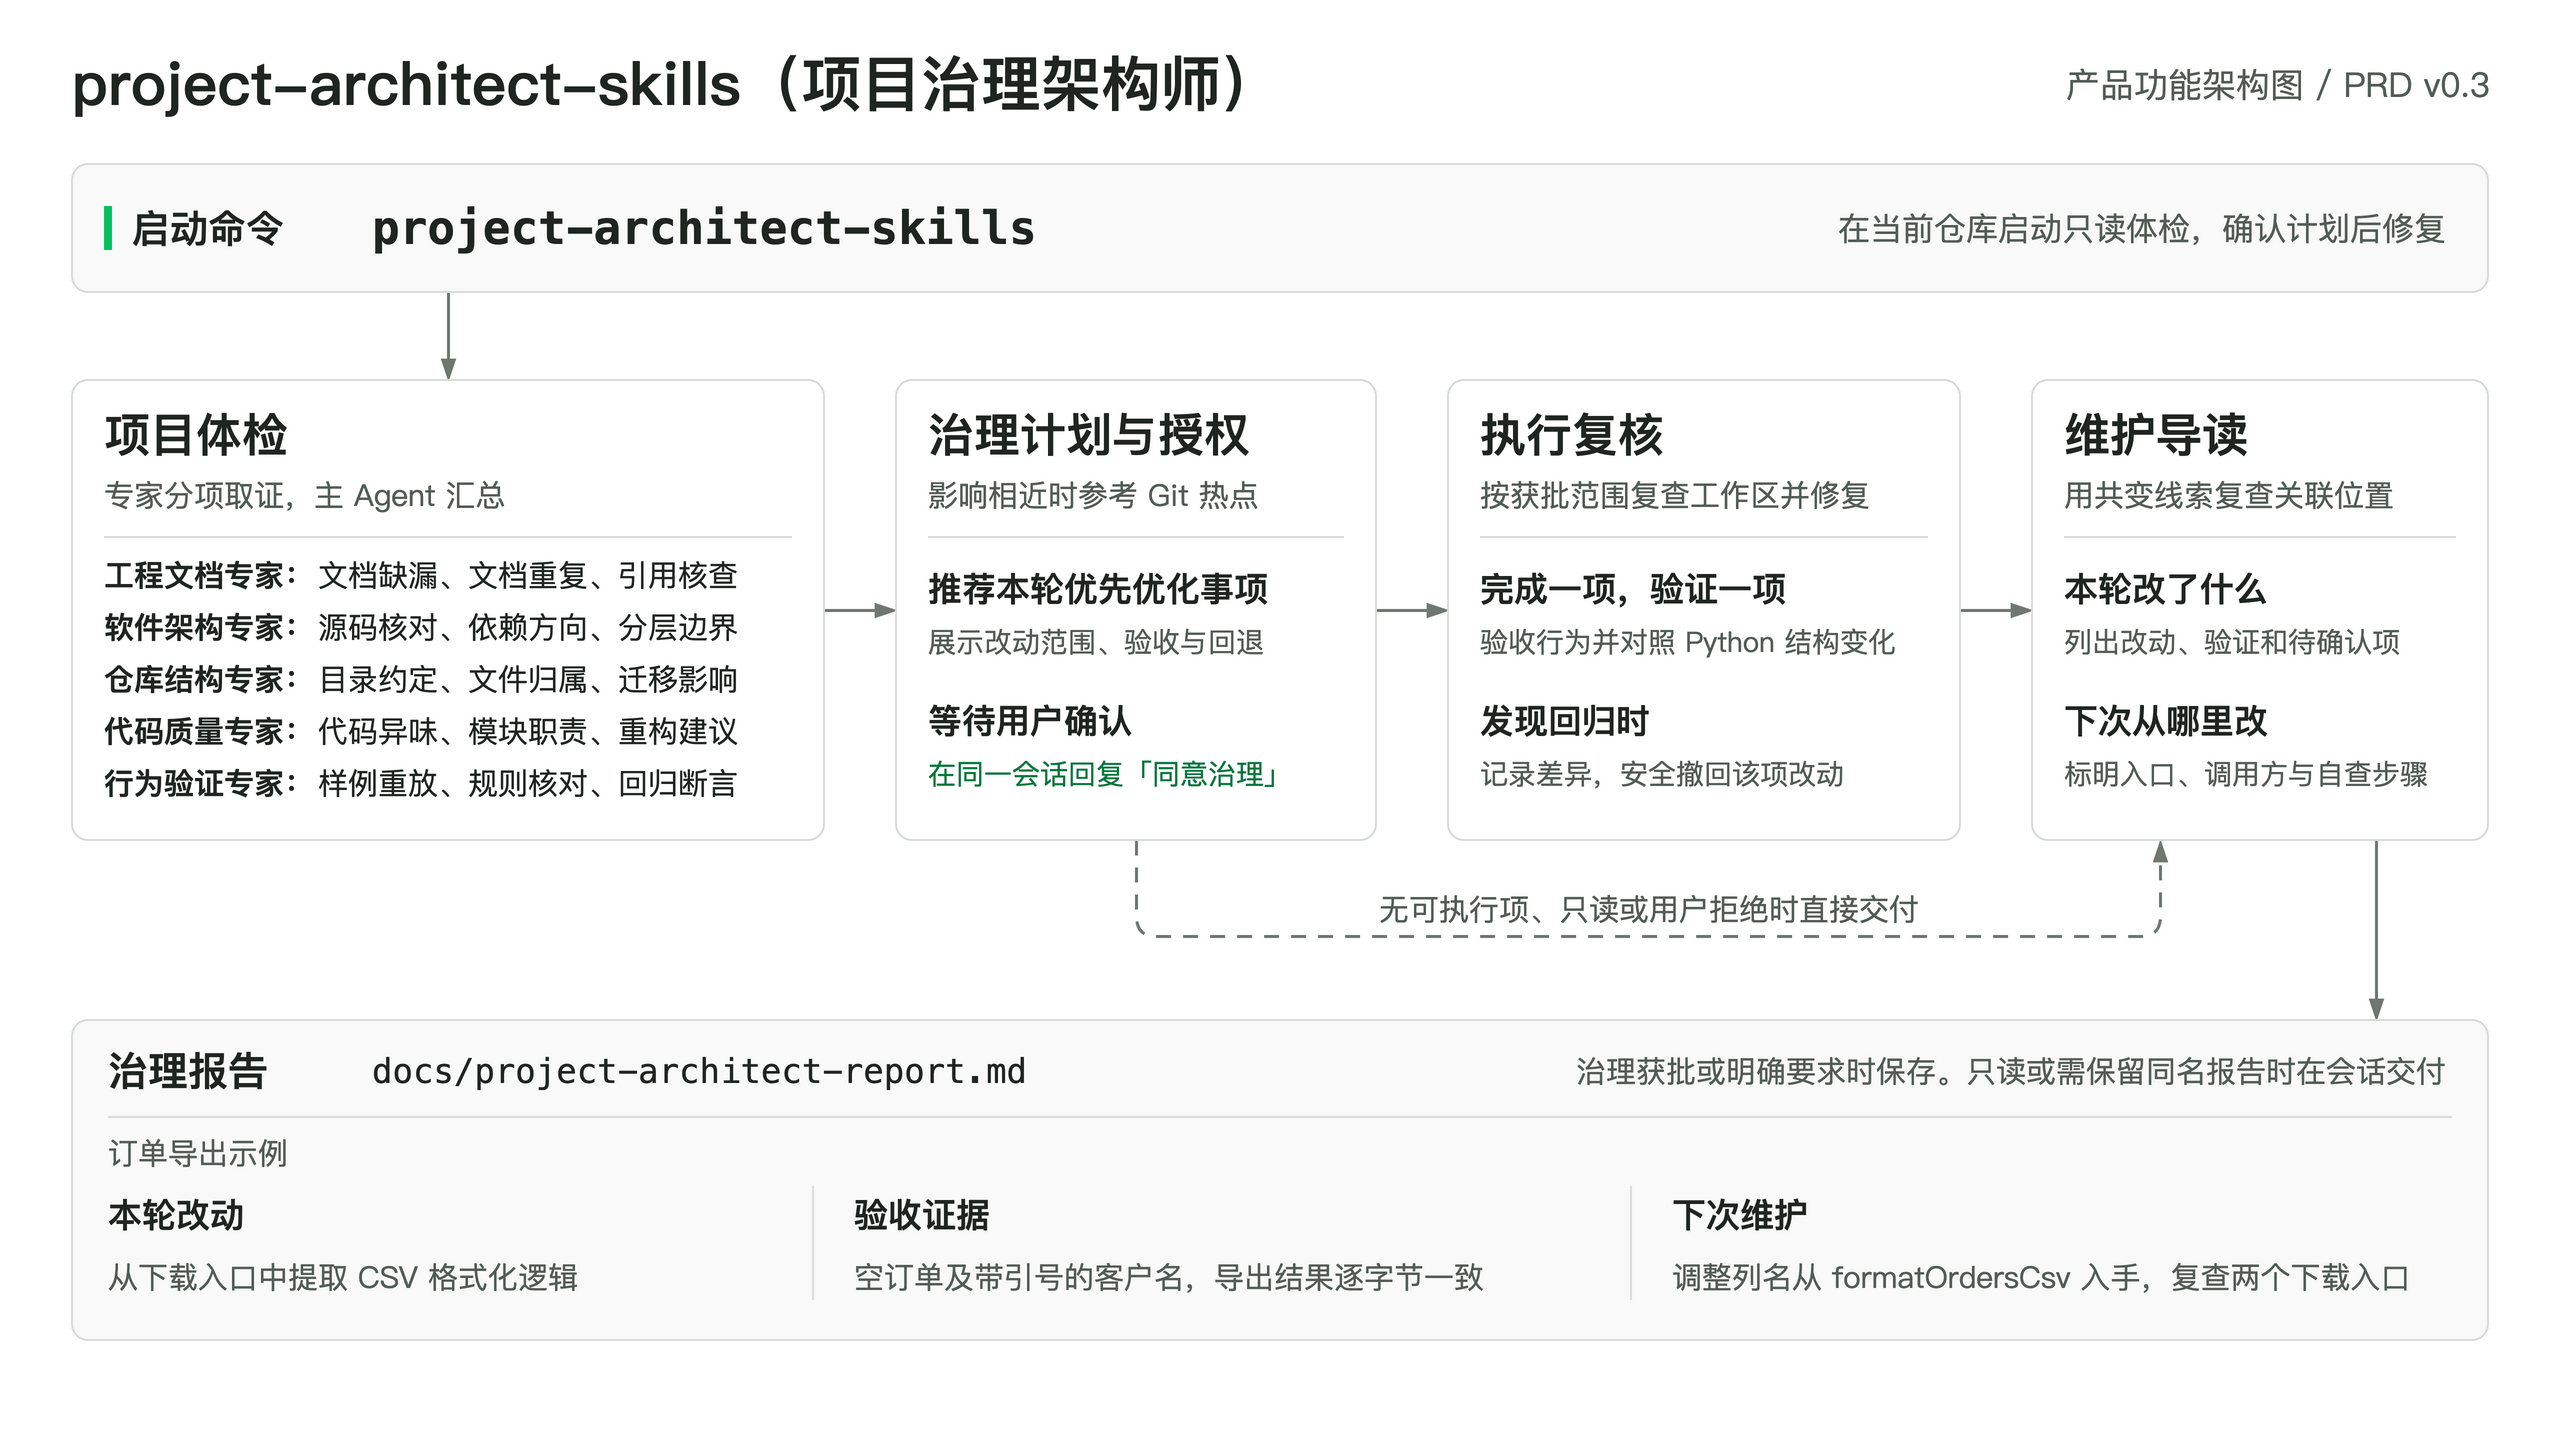 project-architect-skills（项目治理架构师）
产品功能架构图 / PRD v0.3
启动命令
project-architect-skills
在当前仓库启动只读体检，确认计划后修复
项目体检
专家分项取证，主 Agent 汇总
工程文档专家：文档缺漏、文档重复、引用核查
软件架构专家：源码核对、依赖方向、分层边界
仓库结构专家：目录约定、文件归属、迁移影响
代码质量专家：代码异味、模块职责、重构建议
行为验证专家：样例重放、规则核对、回归断言
治理计划与授权
影响相近时参考 Git 热点
推荐本轮优先优化事项
展示改动范围、验收与回退
等待用户确认
在同一会话回复「同意治理」
执行复核
按获批范围复查工作区并修复
完成一项，验证一项
验收行为并对照 Python 结构变化
发现回归时
记录差异，安全撤回该项改动
维护导读
用共变线索复查关联位置
本轮改了什么
列出改动、验证和待确认项
下次从哪里改
标明入口、调用方与自查步骤
无可执行项、只读或用户拒绝时直接交付
治理报告
docs/project-architect-report.md
治理获批或明确要求时保存。只读或需保留同名报告时在会话交付
订单导出示例
本轮改动
从下载入口中提取 CSV 格式化逻辑
验收证据
空订单及带引号的客户名，导出结果逐字节一致
下次维护
调整列名从 formatOrdersCsv 入手，复查两个下载入口